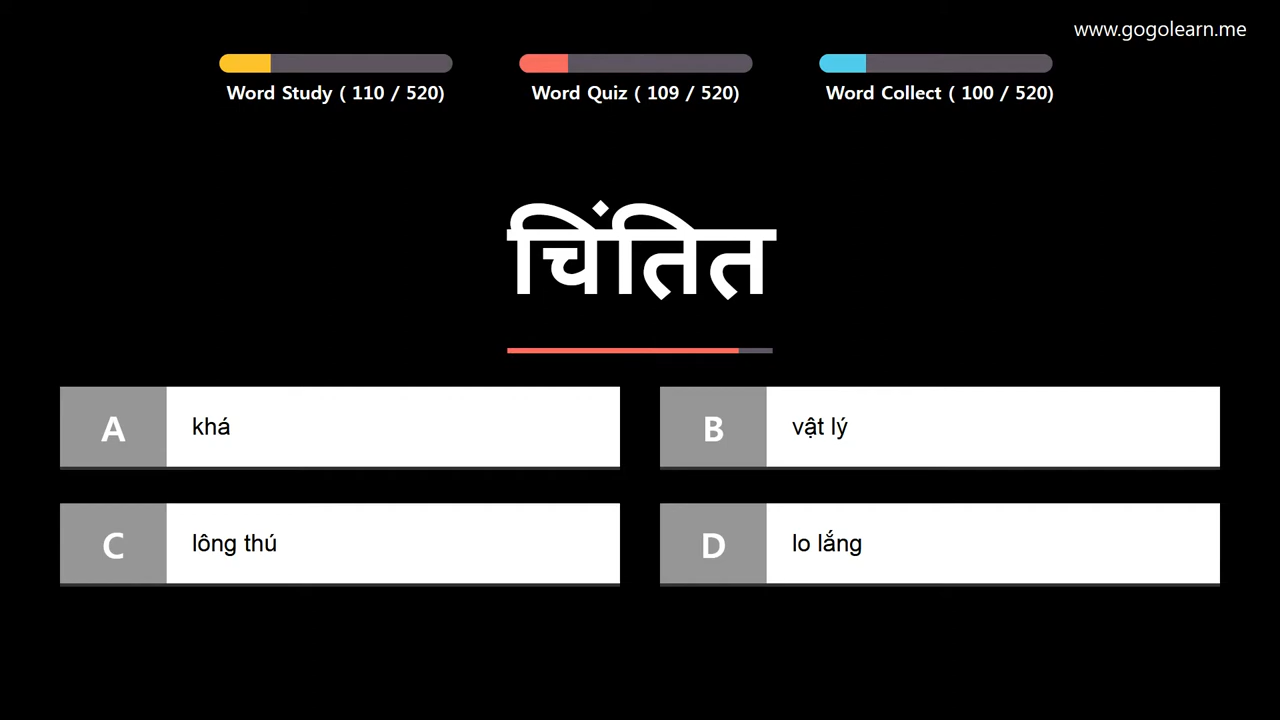 www.gogolearn.me
Word Study ( 110 / 520)
Word Quiz ( 109 / 520)
Word Collect ( 100 / 520)
चिंतित
A
khá
B
vật lý
C
lông thú
D
lo lắng